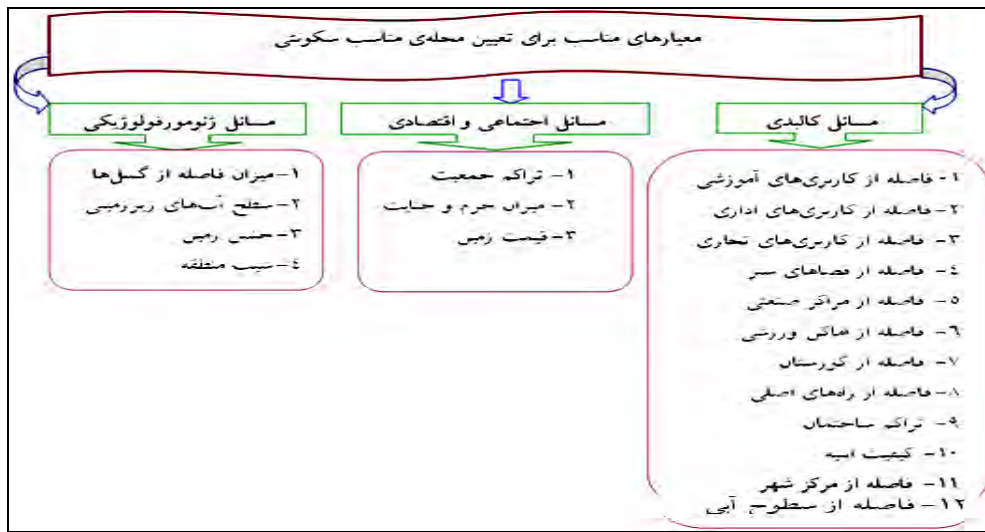 معیارهای مناسب برای تعیین محله‌ی مناسب سکونتی
مسائل کالبدی
۱- فاصله از کاربری‌های آموزشی
۲- فاصله از کاربری‌های اداری
۳- فاصله از کاربری‌های تجاری
۴- فاصله از فضاهای سبز
۵- فاصله از مراکز صنعتی
۶- فاصله از اماکن ورزشی
۷- فاصله از گورستان
۸- فاصله از راه‌های اصلی
۹- تراکم ساختمان
۱۰- کیفیت ابنیه
۱۱- فاصله از مرکز شهر
۱۲- فاصله از سطوح آبی
مسائل اجتماعی و اقتصادی
۱- تراکم جمعیت
۲- میزان جرم و جنایت
۳- قیمت زمین
مسائل ژئومورفولوژیکی
۱- میزان فاصله از گسل‌ها
۲- سطح آب‌های زیرزمینی
۳- جنس زمین
۴- شیب منطقه